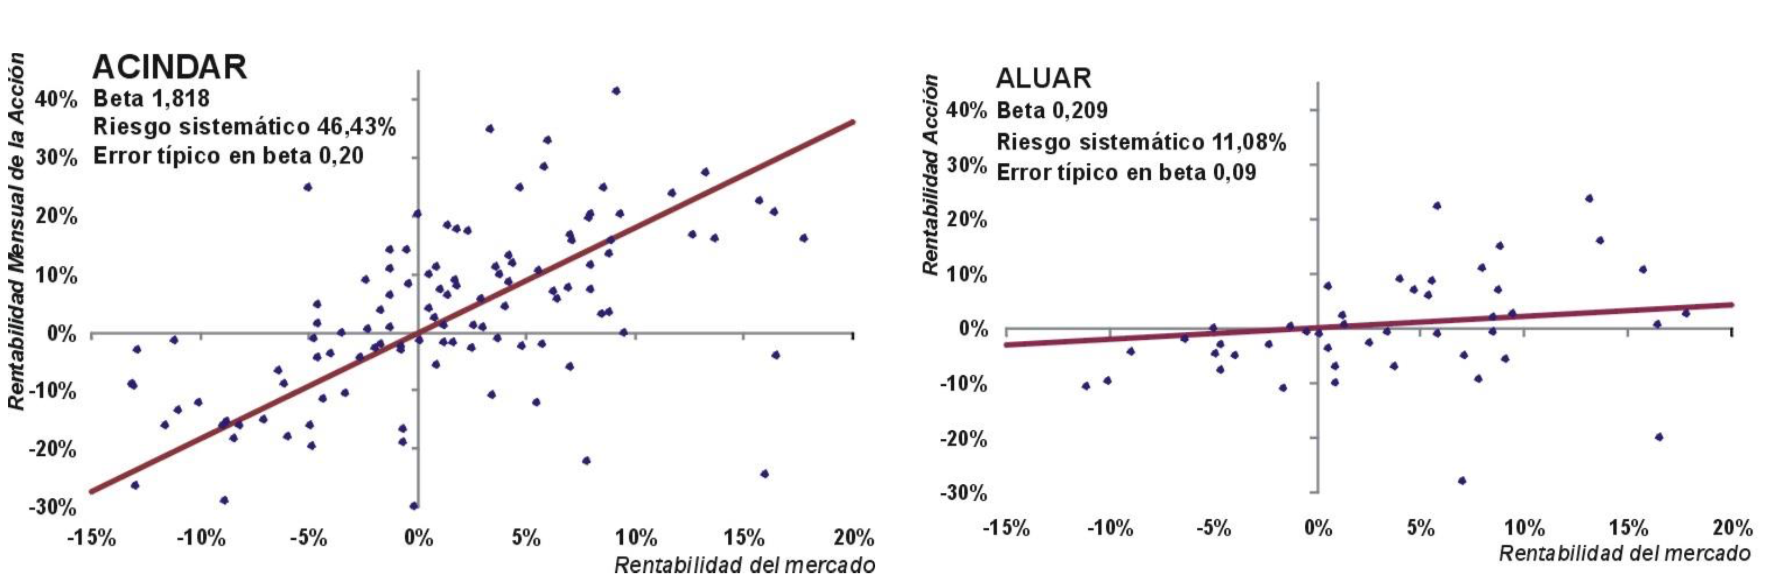 ACINDAR
Beta 1,818
Riesgo sistemático 46,43%
Error típico en beta 0,20
Rentabilidad Mensual de la Acción
40%
30%
20%
10%
0%
-10%
-20%
-30%
-15%
-10%
-5%
0%
5%
10%
15%
20%
Rentabilidad del mercado
ALUAR
Beta 0,209
Riesgo sistemático 11,08%
Error típico en beta 0,09
Rentabilidad Acción
40%
30%
20%
10%
0%
-10%
-20%
-30%
-15%
-10%
-5%
0%
5%
10%
15%
20%
Rentabilidad del mercado